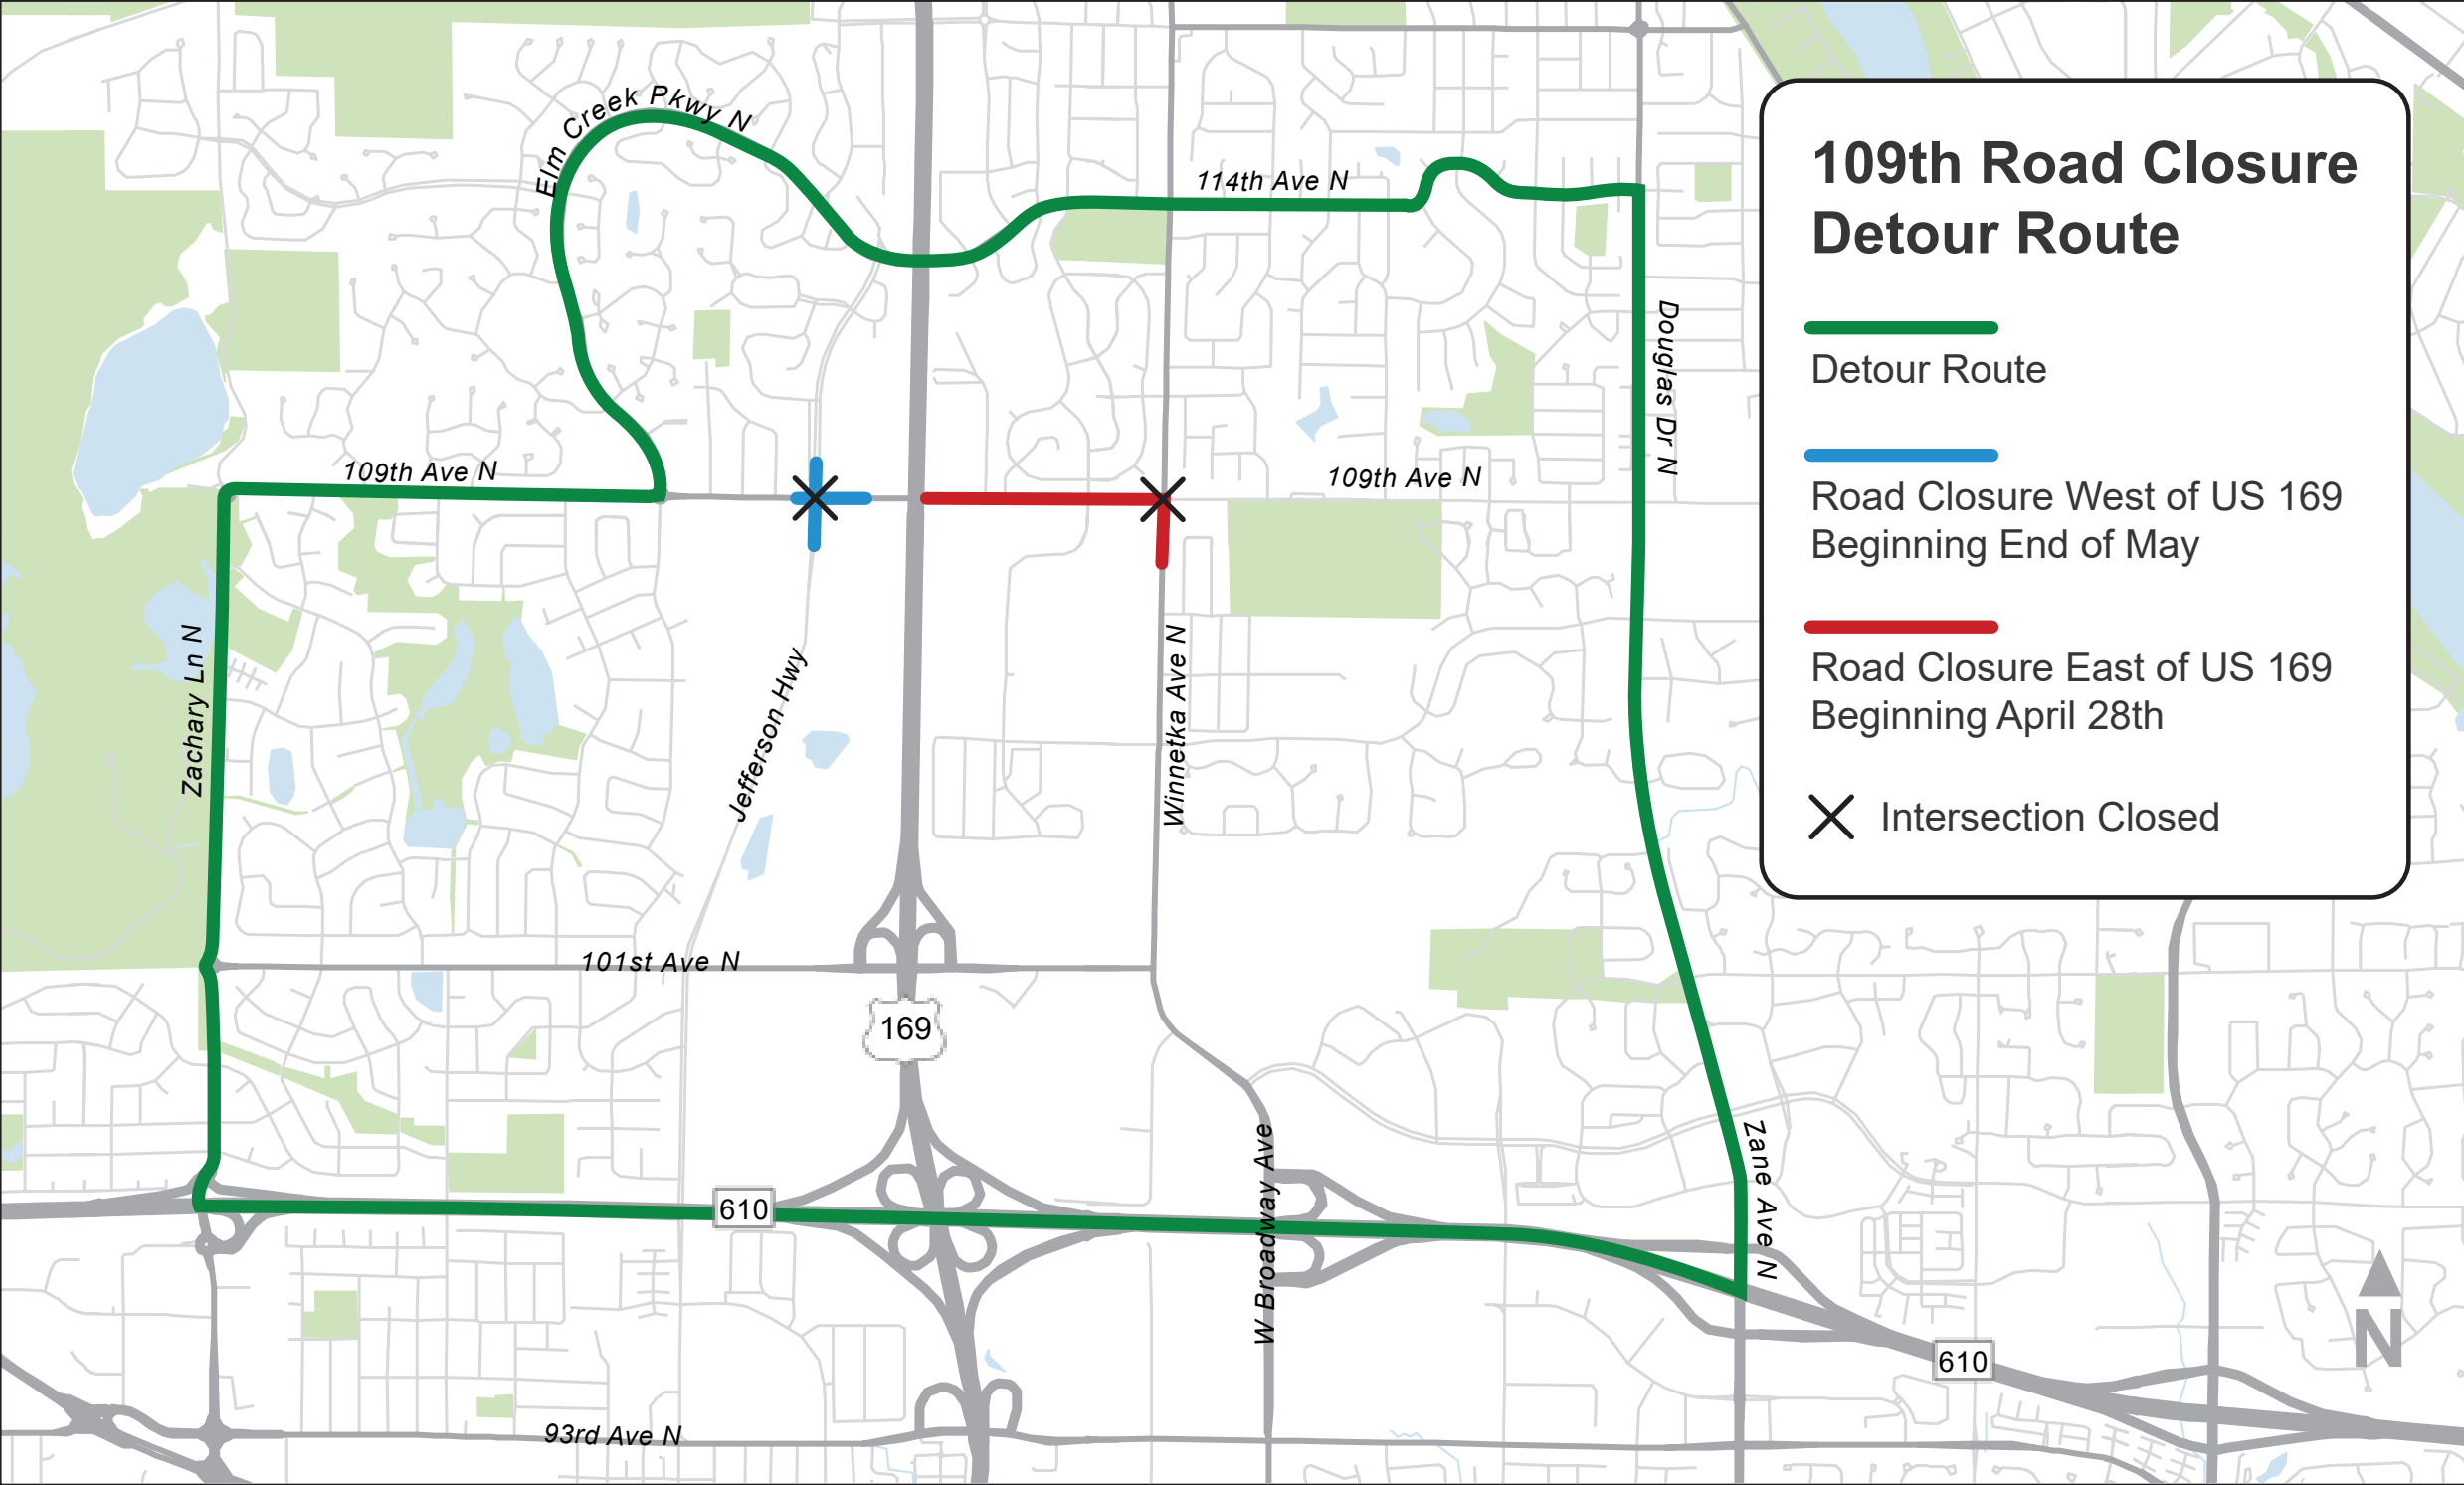 109th Road Closure
Detour Route
Detour Route
Road Closure West of US 169
Beginning End of May
Road Closure East of US 169
Beginning April 28th
Intersection Closed
Elm Creek Pkwy N
114th Ave N
Douglas Dr N
109th Ave N
109th Ave N
Zachary Ln N
Jefferson Hwy
Winnetka Ave N
101st Ave N
169
W Broadway Ave
Zane Ave N
610
610
N
93rd Ave N